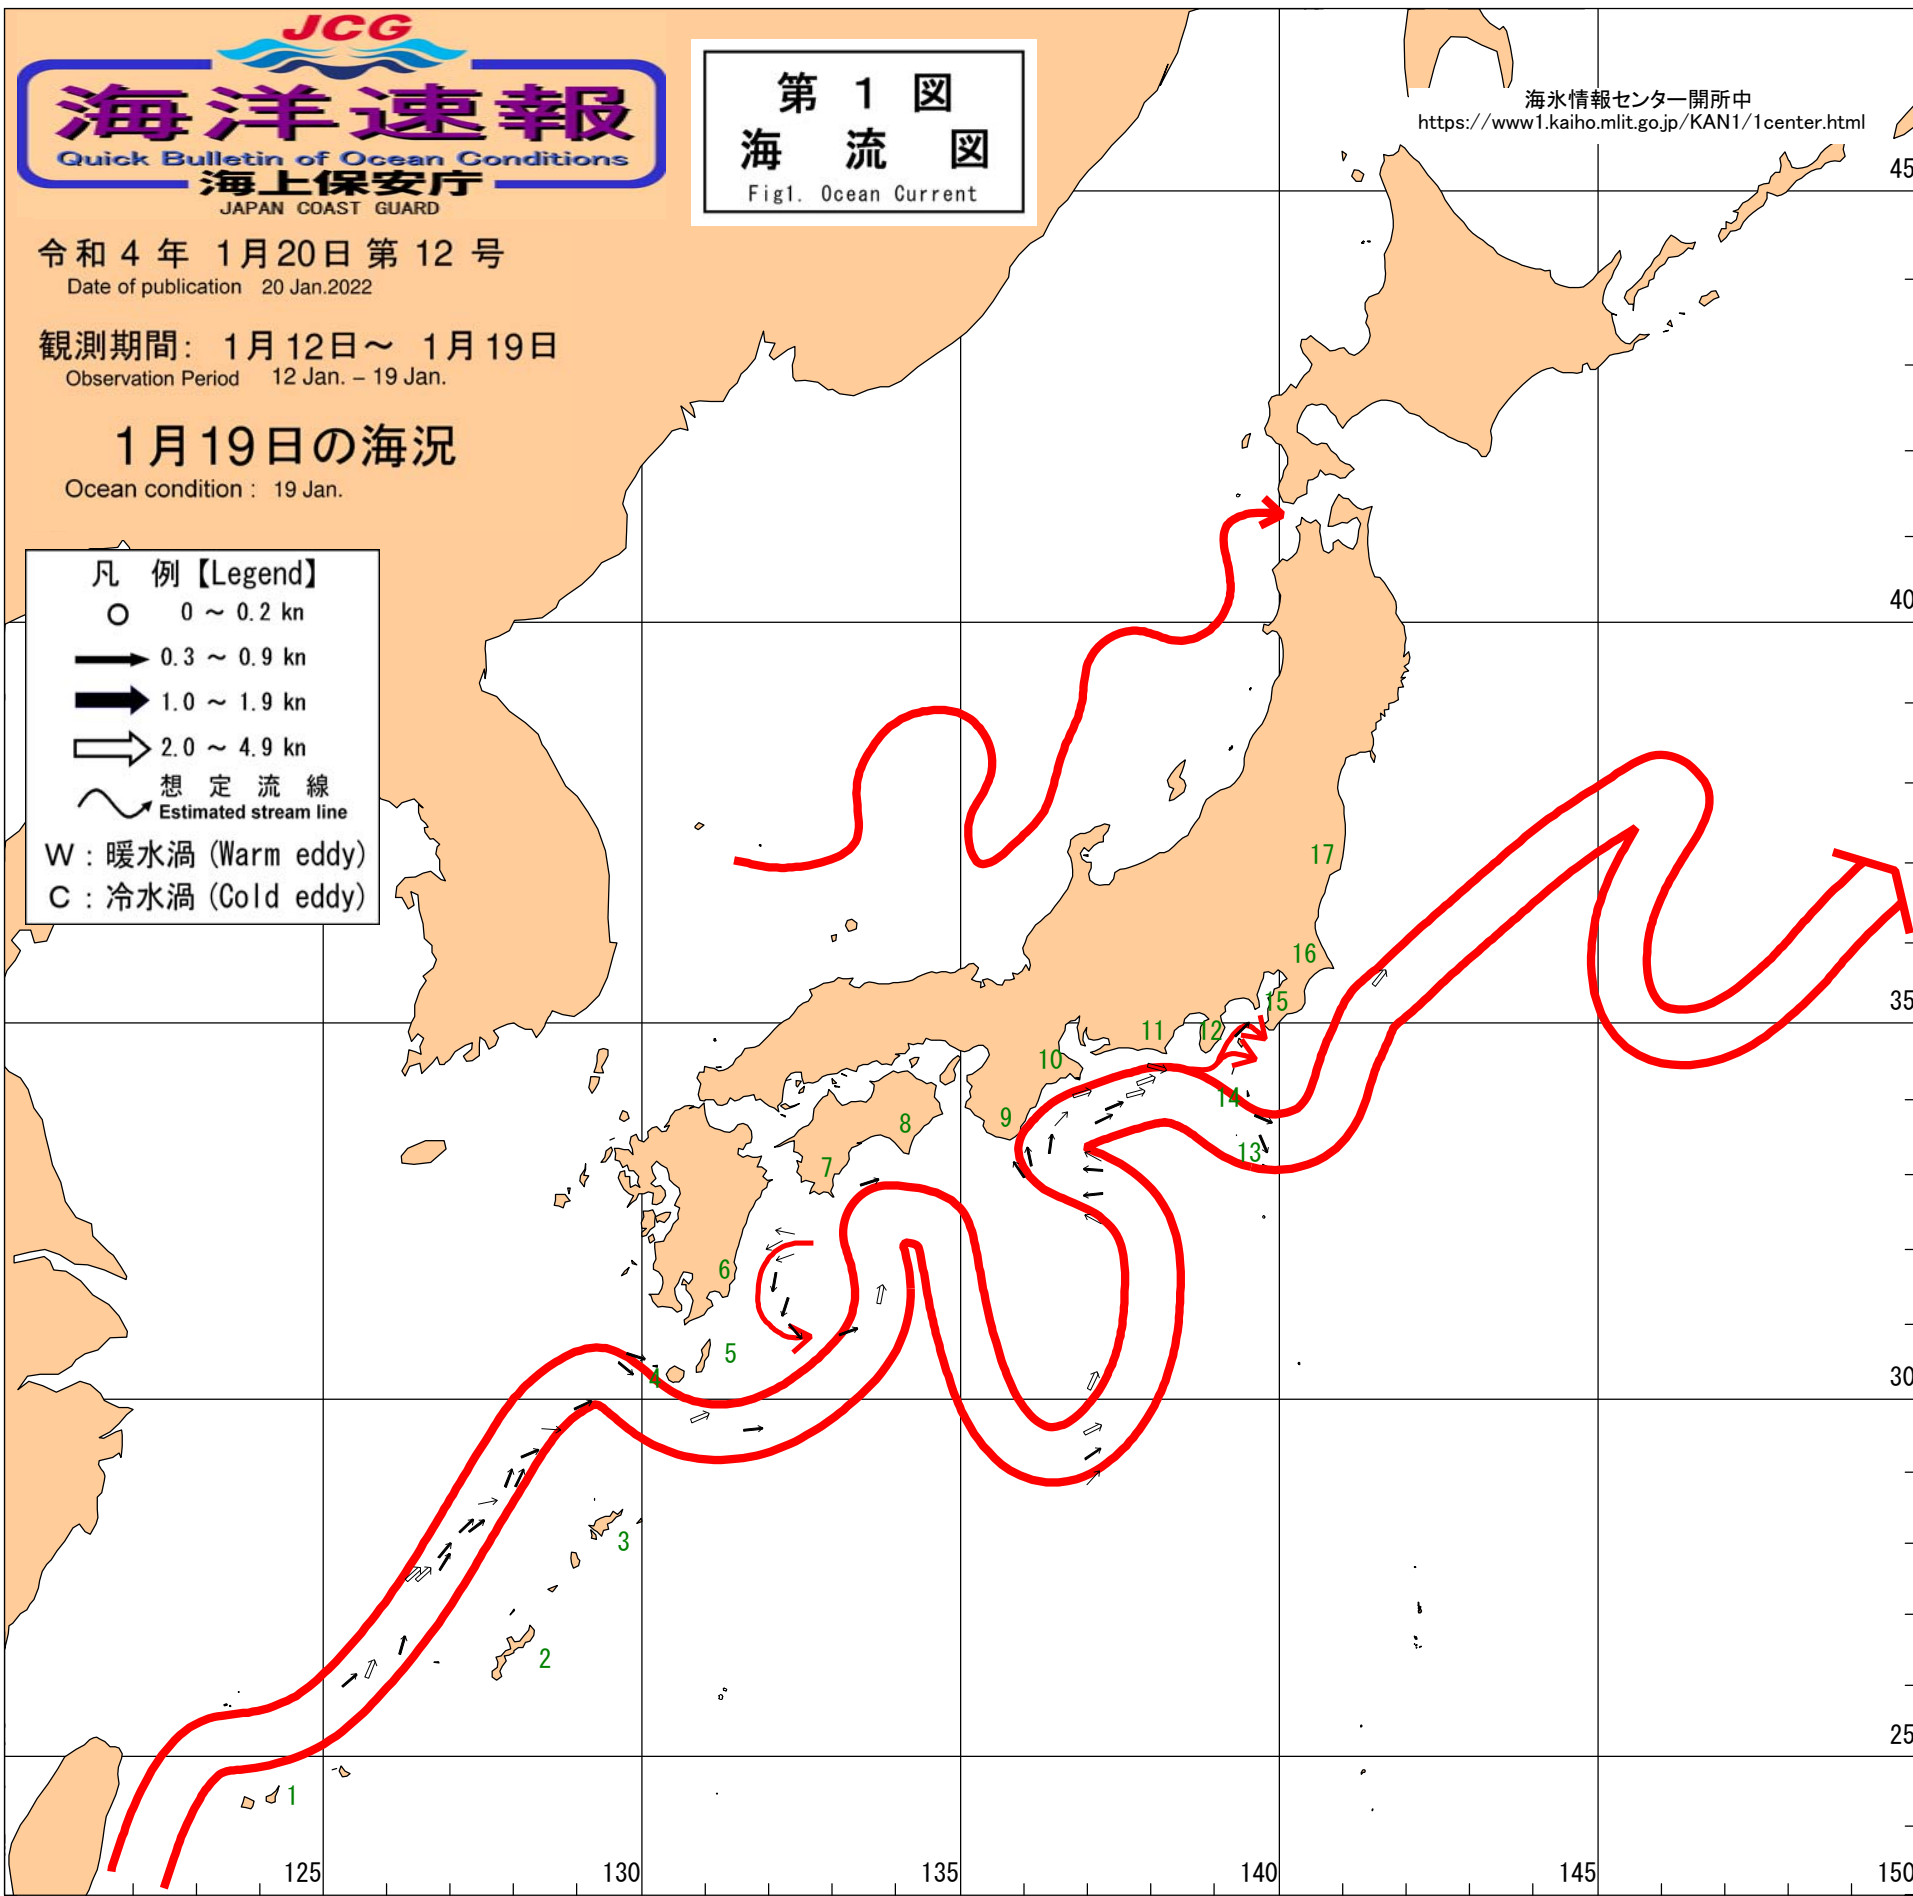 JCG
海洋速報
Quick Bulletin of Ocean Conditions
海上保安庁
JAPAN COAST GUARD
第 1 図
海 流 図
Fig1. Ocean Current
海氷情報センター開所中
https://www1.kaiho.mlit.go.jp/KAN1/1center.html
令和 4 年 1月20日 第 12 号
Date of publication 20 Jan.2022
観測期間: 1月12日～ 1月19日
Observation Period 12 Jan. – 19 Jan.
1月19日の海況
Ocean condition : 19 Jan.
凡 例【Legend】
0 ～ 0.2 kn
0.3 ～ 0.9 kn
1.0 ～ 1.9 kn
2.0 ～ 4.9 kn
想 定 流 線
Estimated stream line
W : 暖水渦 (Warm eddy)
C : 冷水渦 (Cold eddy)
45
40
17
16
15
35
11
12
10
14
9
8
13
7
6
5
4
30
3
2
25
1
125
130
135
140
145
150